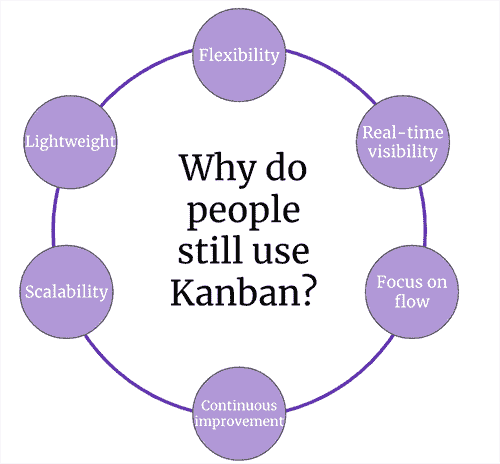 Flexibility
Real-time
visibility
Focus on
flow
Continuous
improvement
Scalability
Lightweight
Why do
people
still use
Kanban?